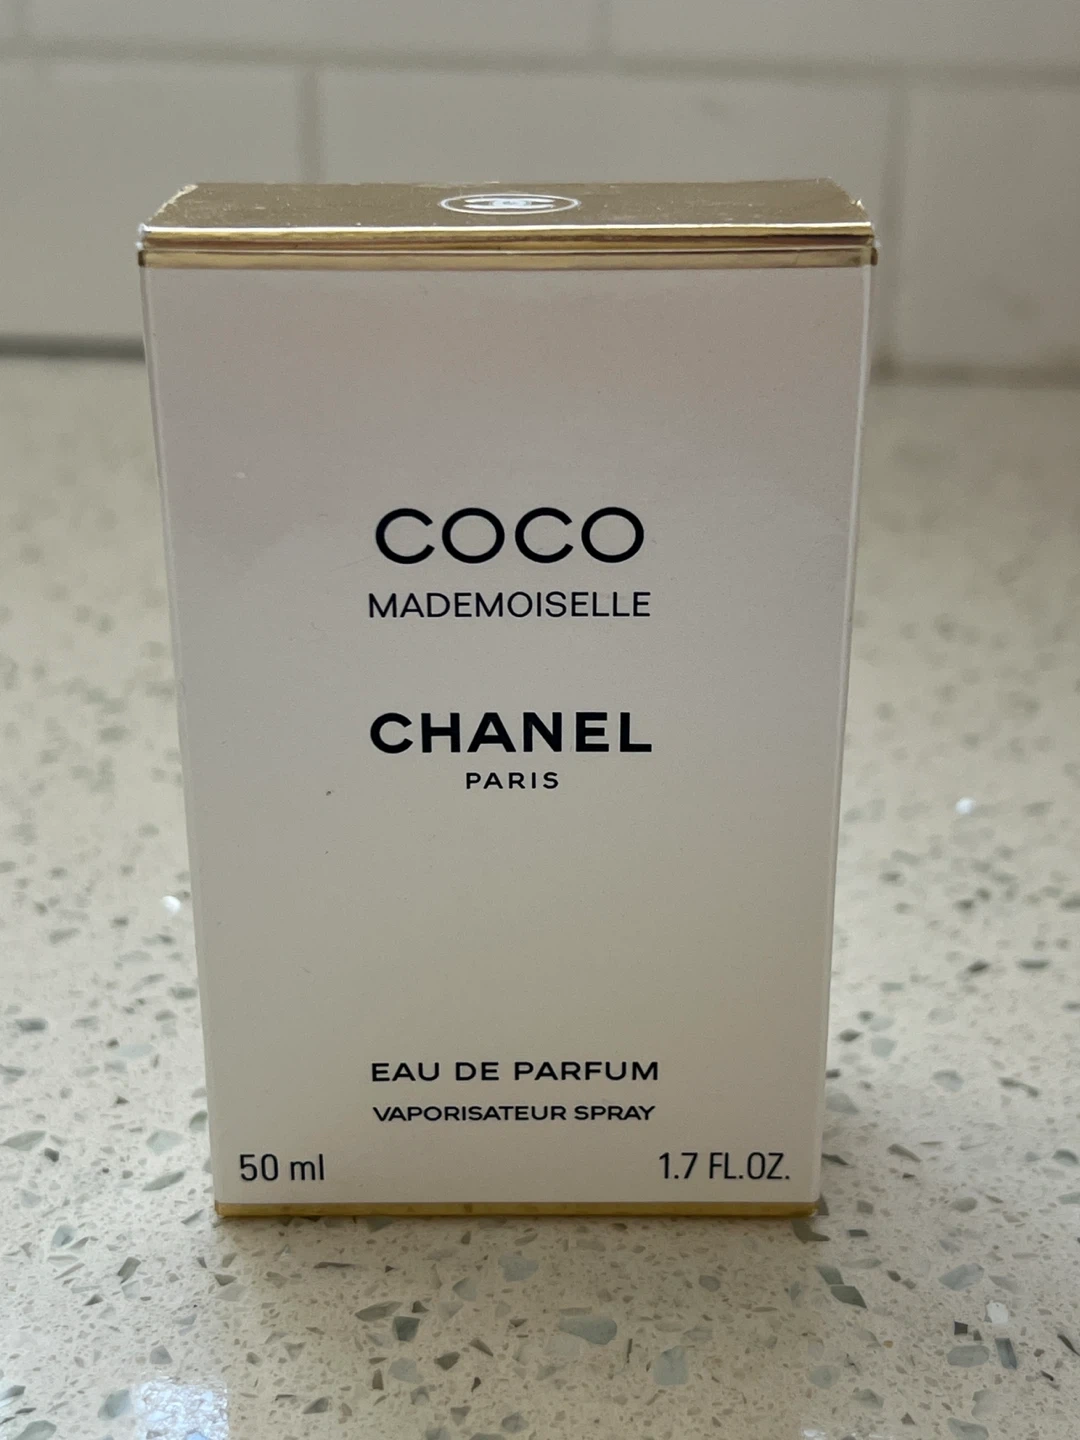 COCO
MADEMOISELLE
CHANEL
PARIS
EAU DE PARFUM
VAPORISATEUR SPRAY
50 ml 1.7 FL.OZ.